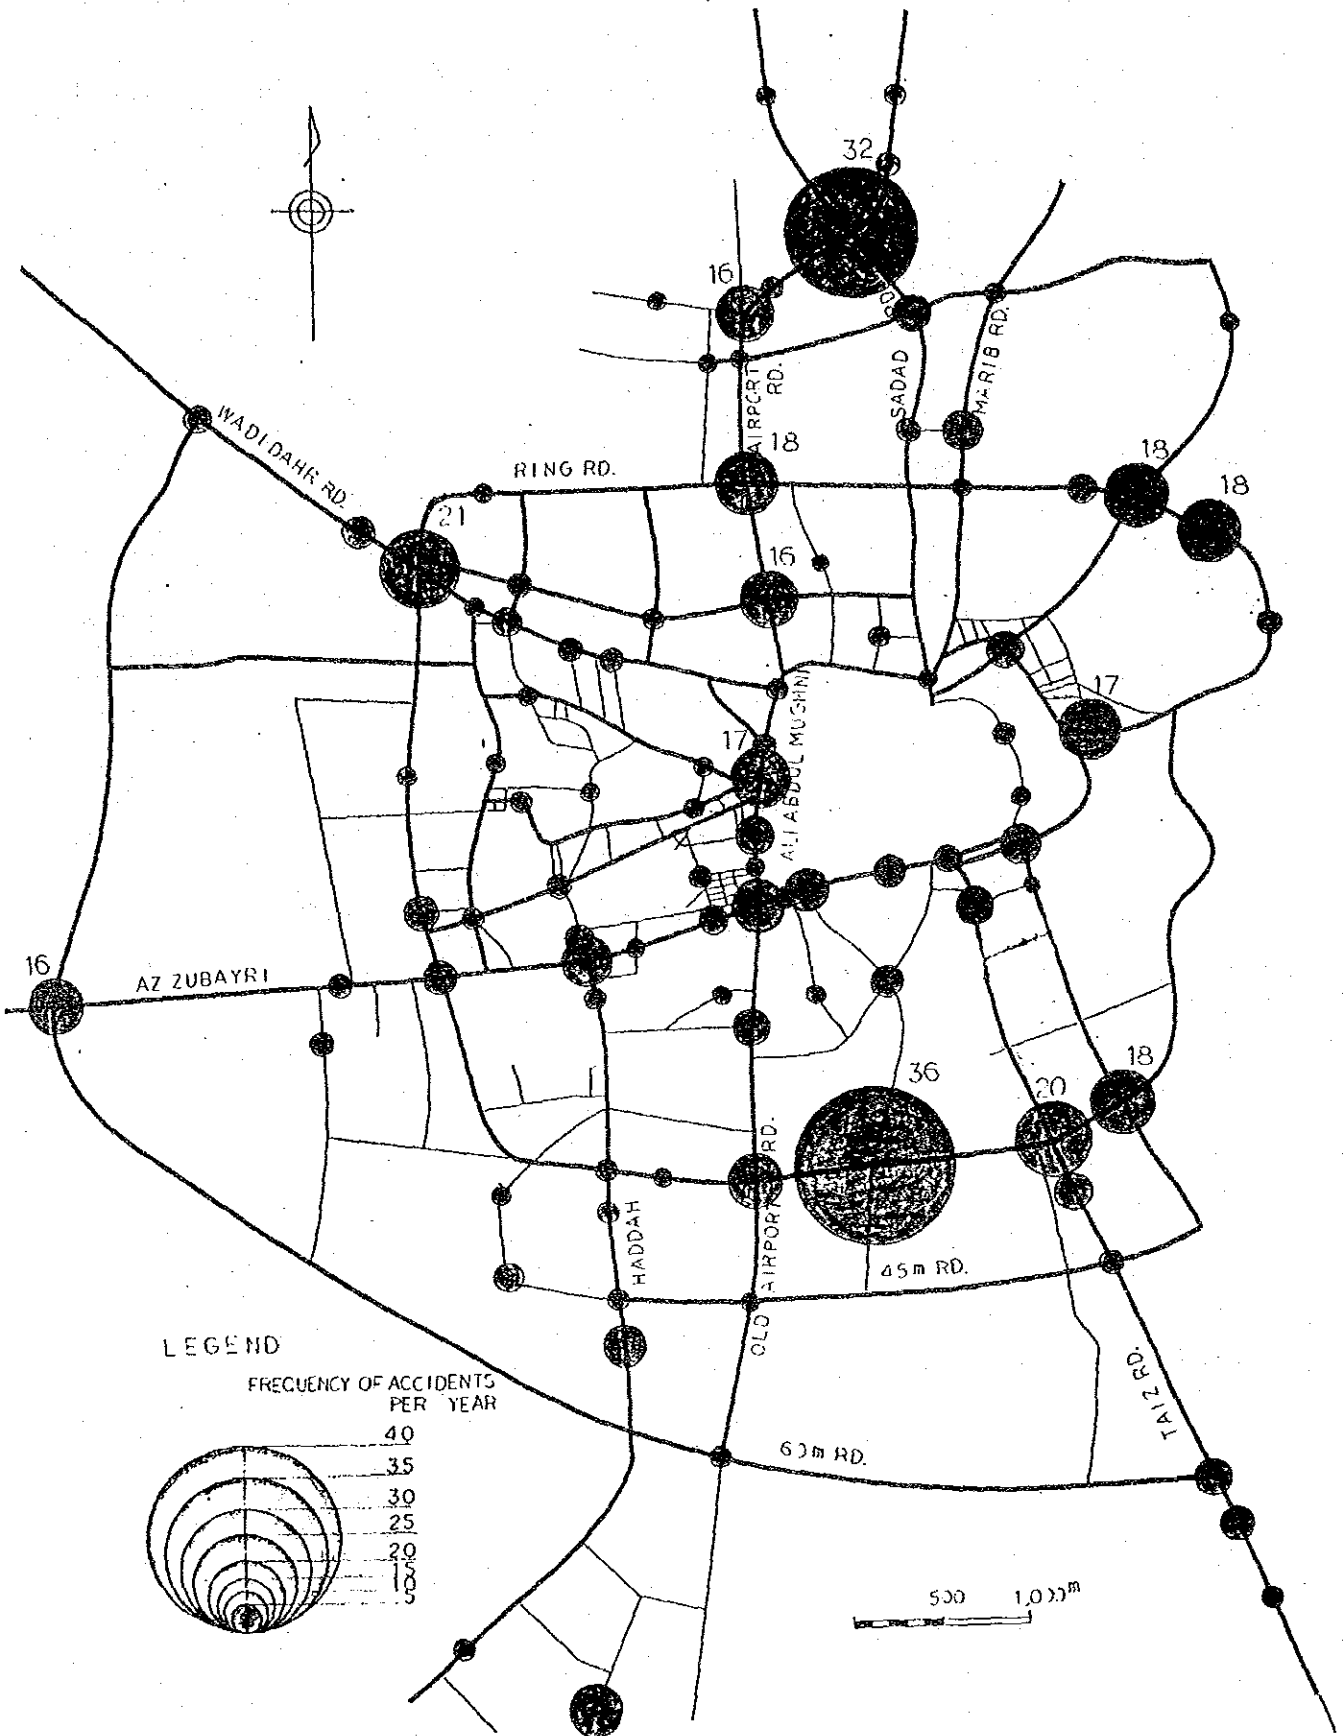 32
16
SADAD
RD.
MARIB RD.
AIRPORT
RD.
WADI DAHR RD.
RING RD.
18
18
18
21
16
17
17
ALI ABDUL MUGHNI
16
AZ ZUBAYRI
36
18
20
OLD AIRPORT RD.
HADDAH
45m RD.
TAIZ RD.
60m RD.
LEGEND
FREQUENCY OF ACCIDENTS
PER YEAR
40
35
30
25
20
15
10
5
500 1,000m